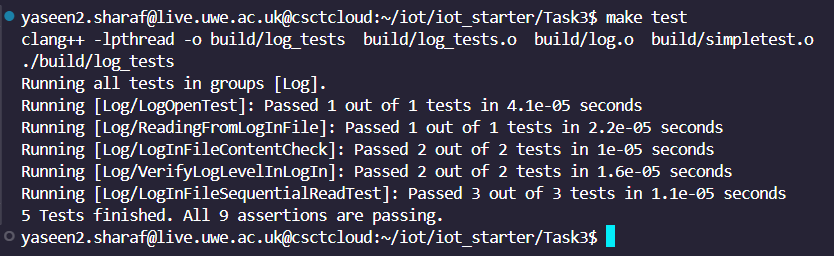 yaseen2.sharaf@live.uwe.ac.uk@csctcloud:~/iot/iot_starter/Task3$ make test
clang++ -lpthread -o build/log_tests  build/log_tests.o  build/log.o  build/simpletest.o
./build/log_tests
Running all tests in groups [Log].
Running [Log/LogOpenTest]: Passed 1 out of 1 tests in 4.1e-05 seconds
Running [Log/ReadingFromLogInFile]: Passed 1 out of 1 tests in 2.2e-05 seconds
Running [Log/LogInFileContentCheck]: Passed 2 out of 2 tests in 1e-05 seconds
Running [Log/VerifyLogLevelInLogIn]: Passed 2 out of 2 tests in 1.6e-05 seconds
Running [Log/LogInFileSequentialReadTest]: Passed 3 out of 3 tests in 1.1e-05 seconds
5 Tests finished. All 9 assertions are passing.
yaseen2.sharaf@live.uwe.ac.uk@csctcloud:~/iot/iot_starter/Task3$